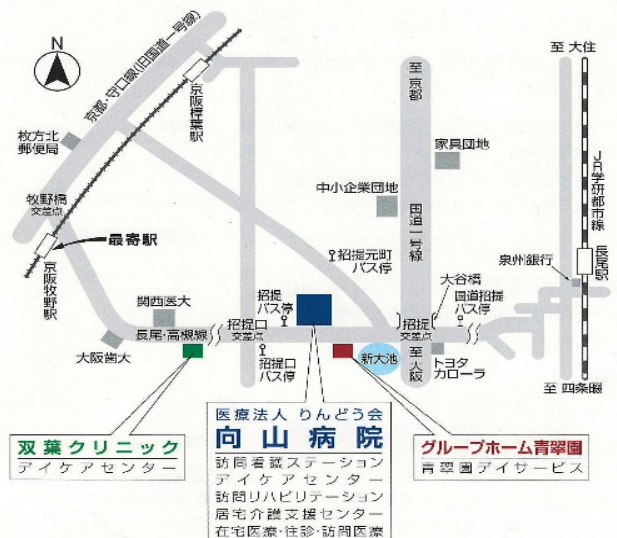 N
京都・守口線(旧国道一号線)
京阪樟葉駅
枚方北
郵便局
牧野橋
交差点
最寄駅
京阪牧野駅
関西医大
大阪歯大
長尾・高槻線
招提口
交差点
招提
バス停
招提口
バス停
招提元町
バス停
中小企業団地
家具団地
至京都
国道一号線
大谷橋
国道招提
バス停
招提
交差点
至大阪
新大池
トヨタ
カローラ
至 大住
JR学研都市線
長尾駅
泉州銀行
至 四条畷
双葉クリニック
アイケアセンター
医療法人 りんどう会
向山病院
訪問看護ステーション
アイケアセンター
訪問リハビリテーション
居宅介護支援センター
在宅医療・往診・訪問医療
グループホーム青翠園
青翠園デイサービス